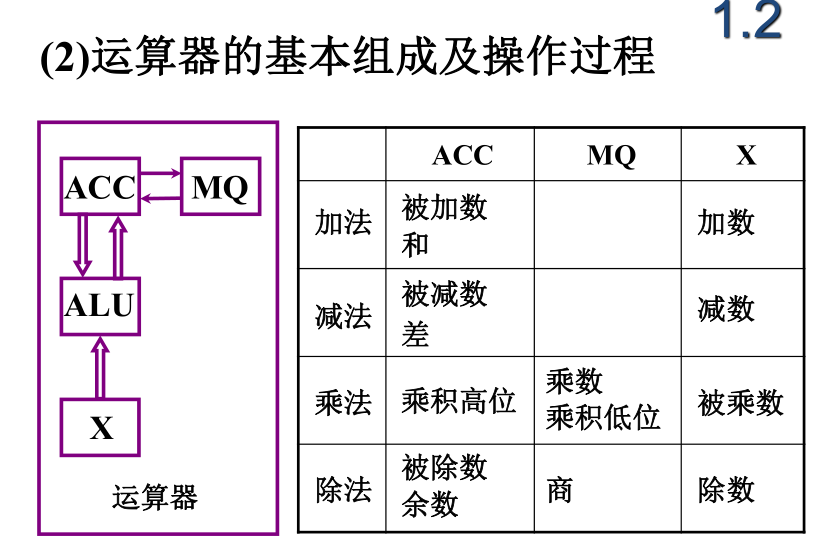 1.2
(2)运算器的基本组成及操作过程
ACC
MQ
ALU
X
运算器
ACC MQ X
加法 被加数 加数
和
减法 被减数 减数
差
乘法 乘积高位 乘数 被乘数
乘积低位
除法 被除数 商 除数
余数